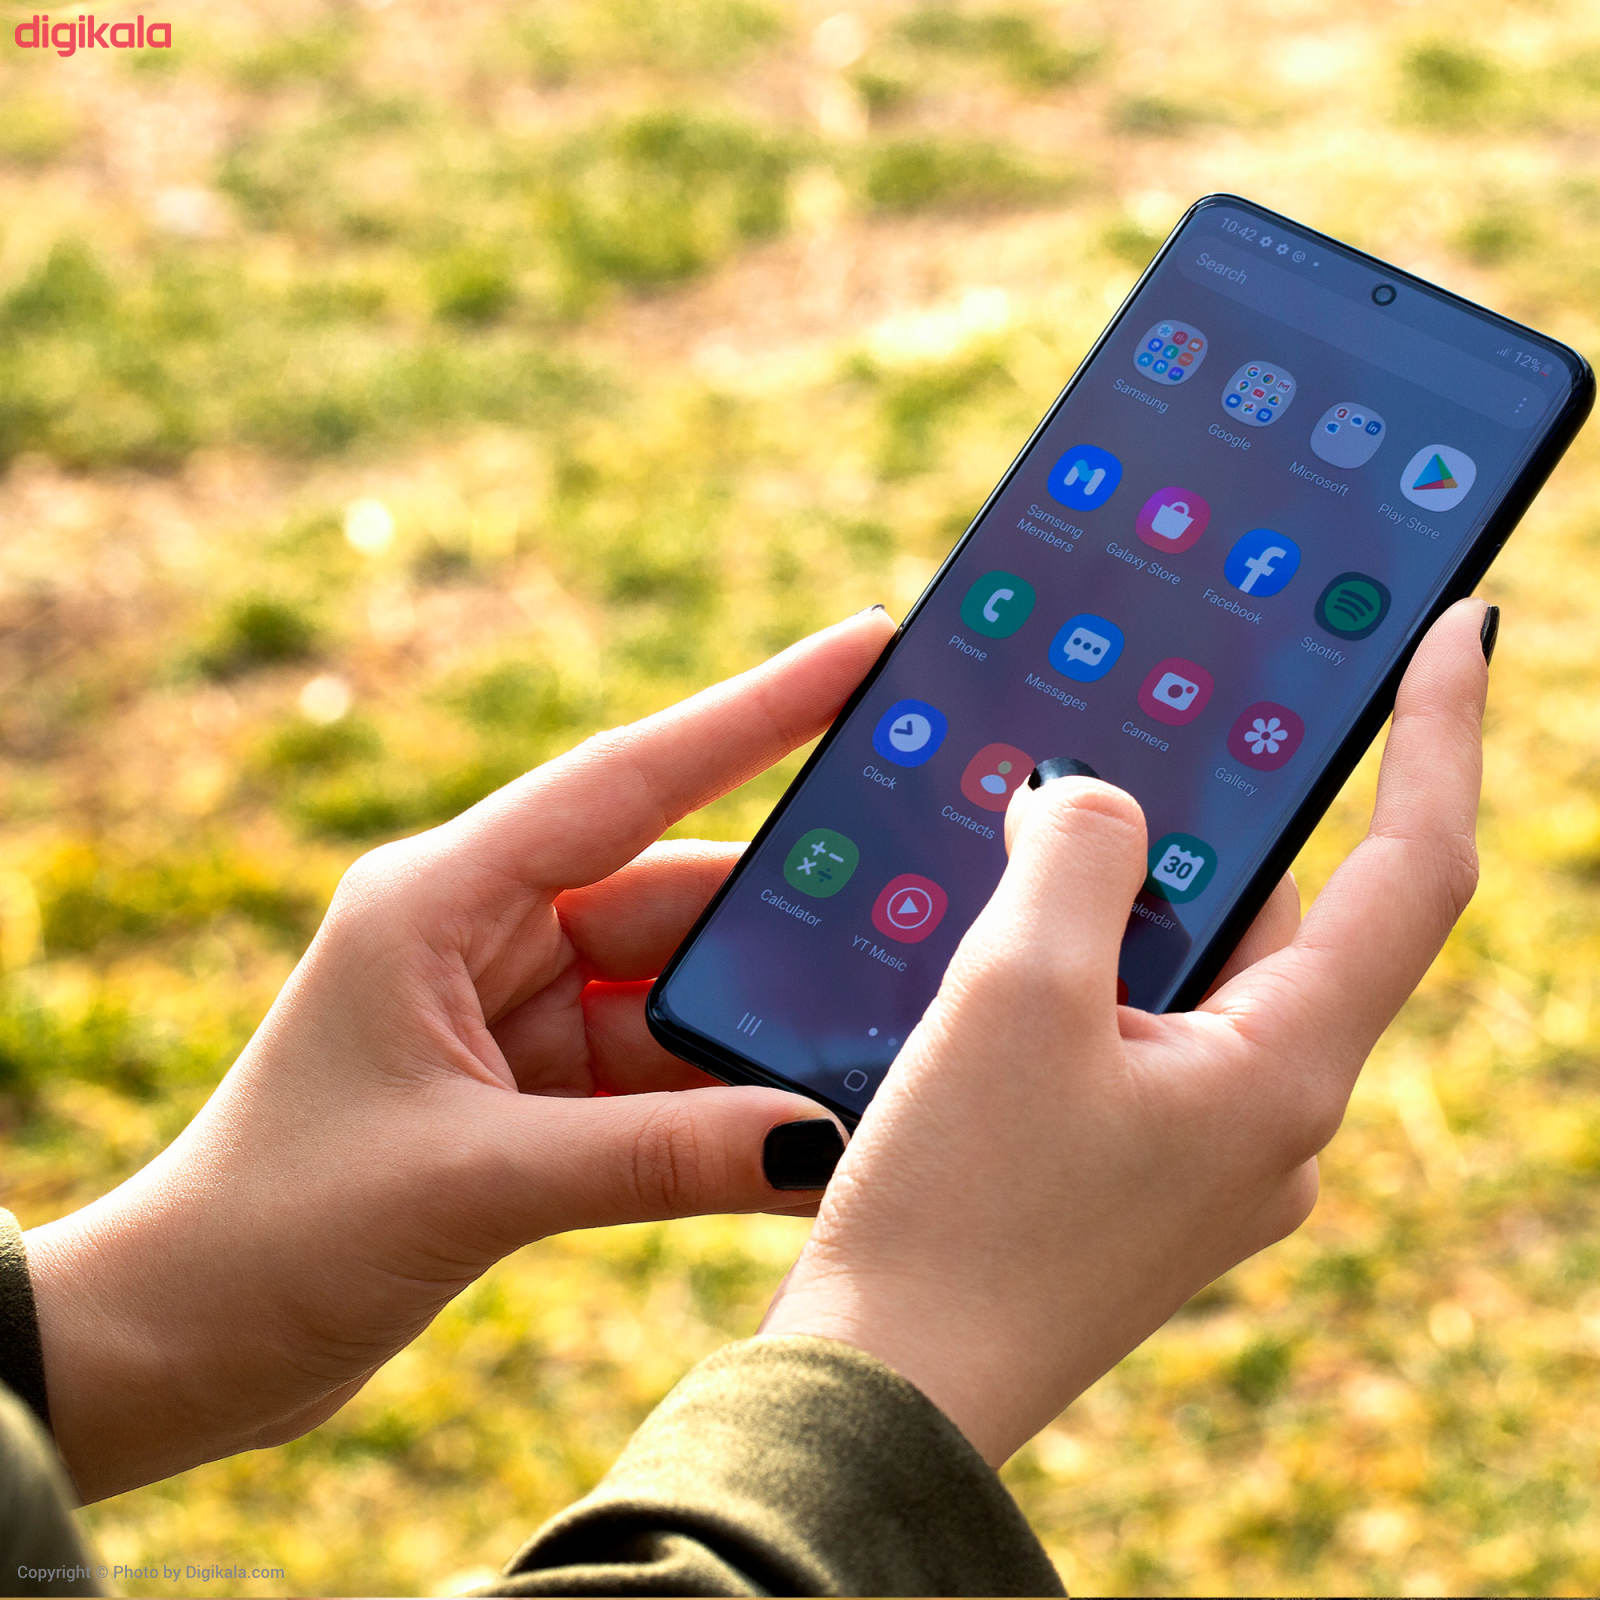 digikala
10:42
12%
Search
Samsung
Google
Microsoft
Play Store
Samsung
Members
Galaxy Store
Facebook
Spotify
Phone
Messages
Camera
Gallery
Clock
Contacts
30
alendar
Calculator
YT Music
Copyright © Photo by Digikala.com